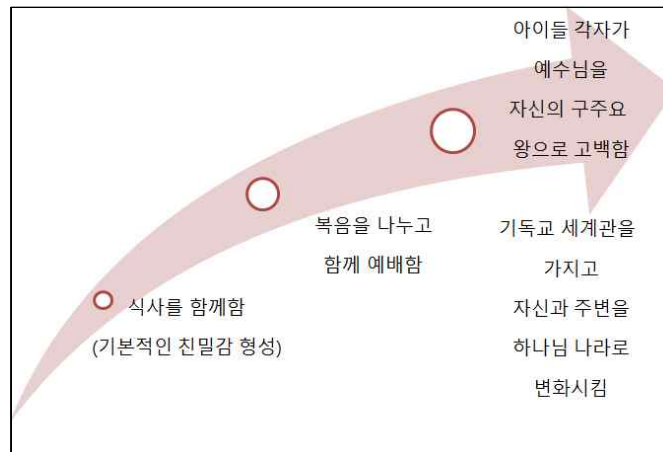 아이들 각자가
예수님을
자신의 구주요
왕으로 고백함
복음을 나누고
함께 예배함
기독교 세계관을
가지고
자신과 주변을
하나님 나라로
변화시킴
식사를 함께함
(기본적인 친밀감 형성)